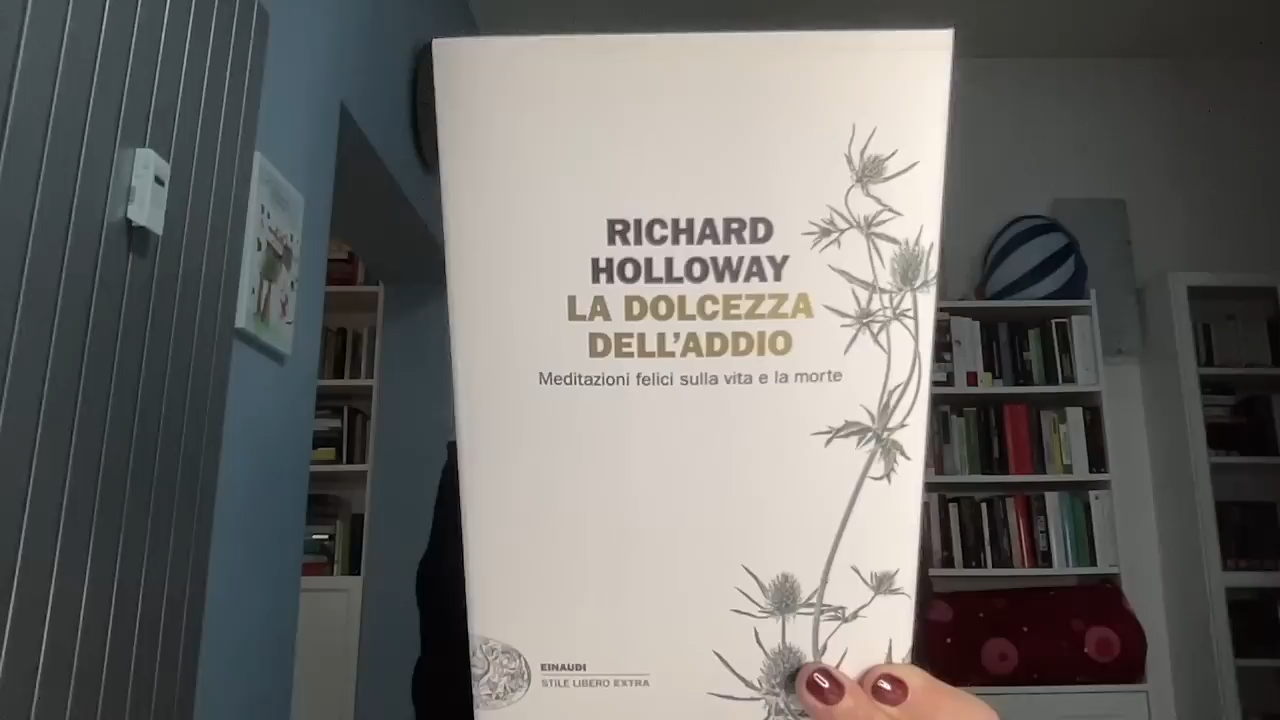 RICHARD
HOLLOWAY
LA DOLCEZZA
DELL'ADDIO
Meditazioni felici sulla vita e la morte
EINAUDI
STILE LIBERO EXTRA